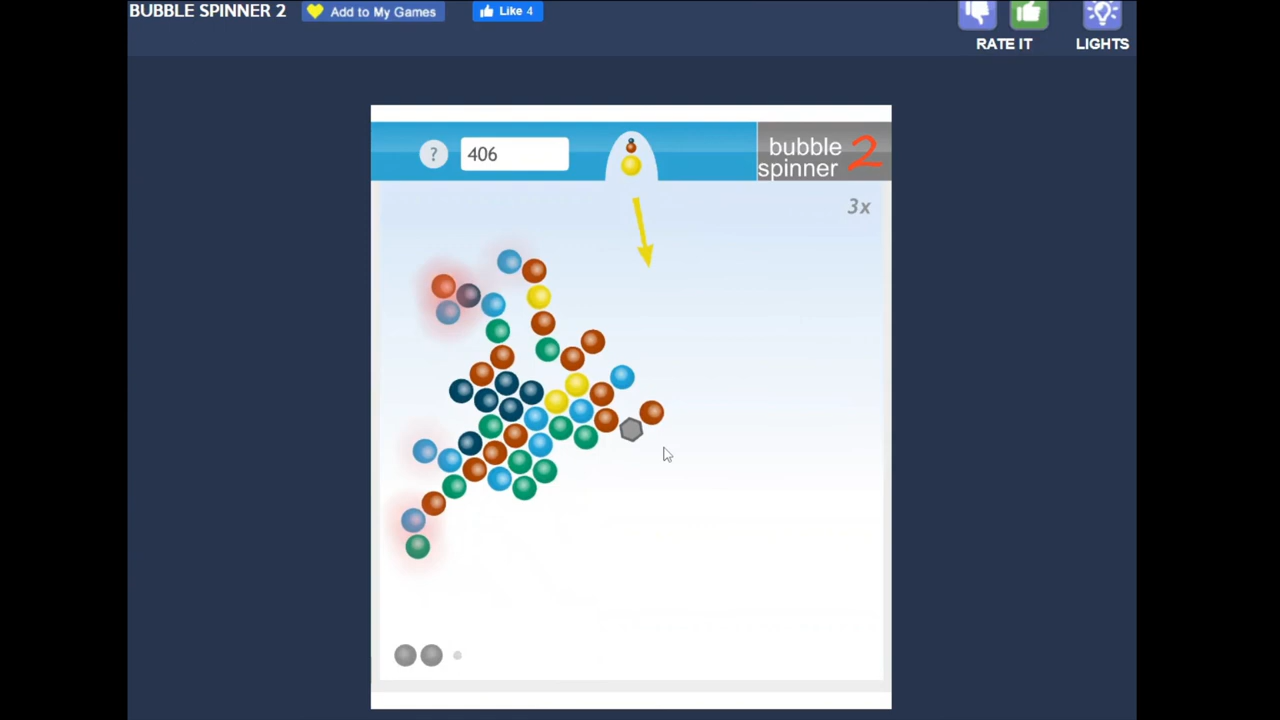 BUBBLE SPINNER 2
Add to My Games
Like 4
RATE IT
LIGHTS
?
406
bubble
spinner 2
3x